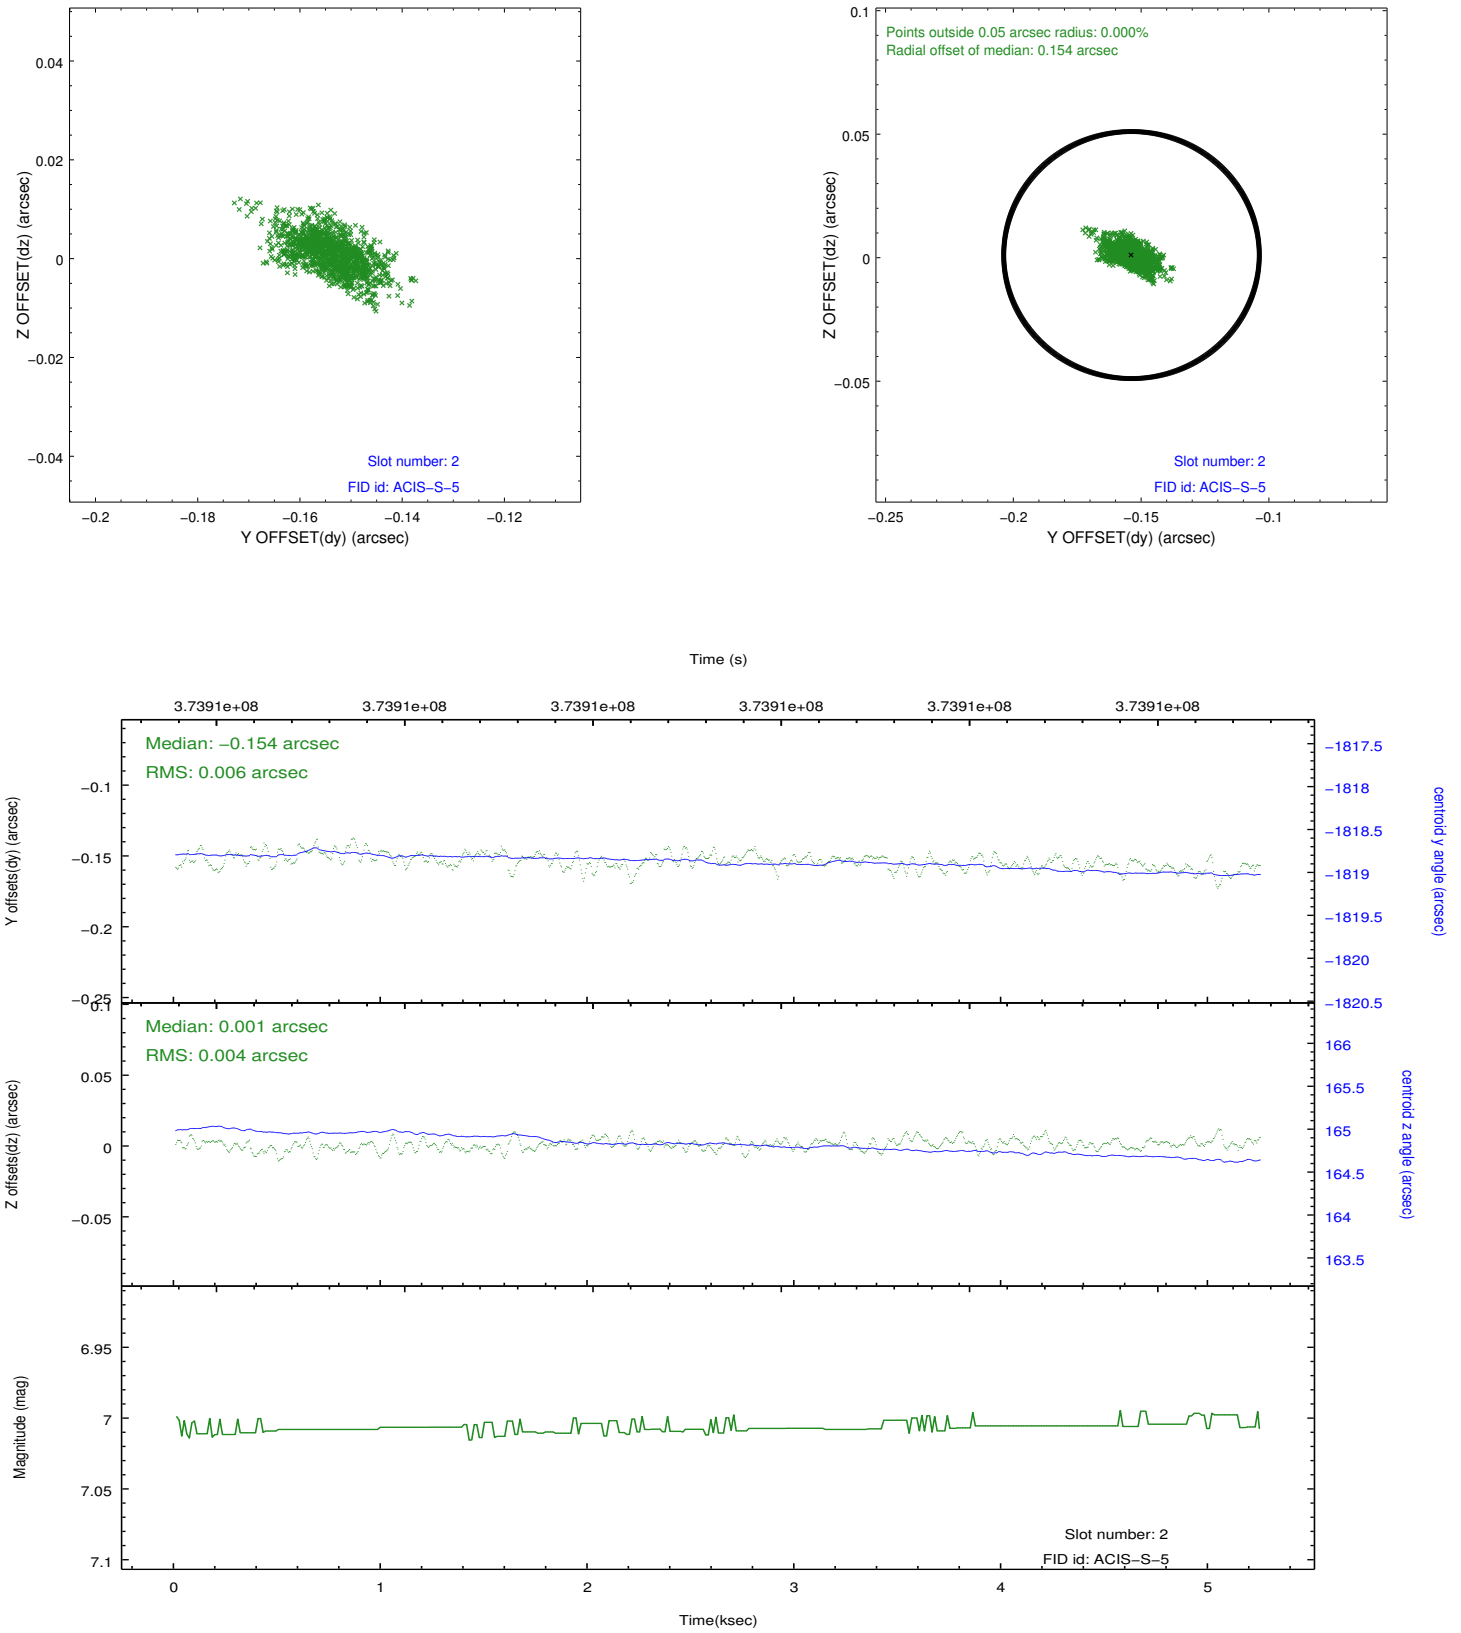 0.04
0.02
0
−0.02
−0.04
Z OFFSET(dz) (arcsec)
Slot number: 2
FID id: ACIS−S−5
−0.2
−0.18
−0.16
−0.14
−0.12
Y OFFSET(dy) (arcsec)
Points outside 0.05 arcsec radius: 0.000%
Radial offset of median: 0.154 arcsec
0.1
0.05
0
−0.05
Z OFFSET(dz) (arcsec)
Slot number: 2
FID id: ACIS−S−5
−0.25
−0.2
−0.15
−0.1
Y OFFSET(dy) (arcsec)
Time (s)
3.7391e+08
3.7391e+08
3.7391e+08
3.7391e+08
3.7391e+08
3.7391e+08
Median: −0.154 arcsec
RMS: 0.006 arcsec
−0.1
−0.15
−0.2
−0.25
Y offsets(dy) (arcsec)
−1817.5
−1818
−1818.5
−1819
−1819.5
−1820
−1820.5
centroid y angle (arcsec)
Median: 0.001 arcsec
RMS: 0.004 arcsec
0.1
0.05
0
−0.05
Z offsets(dz) (arcsec)
166
165.5
165
164.5
164
163.5
centroid z angle (arcsec)
6.95
7
7.05
7.1
Magnitude (mag)
Slot number: 2
FID id: ACIS−S−5
0
1
2
3
4
5
Time(ksec)